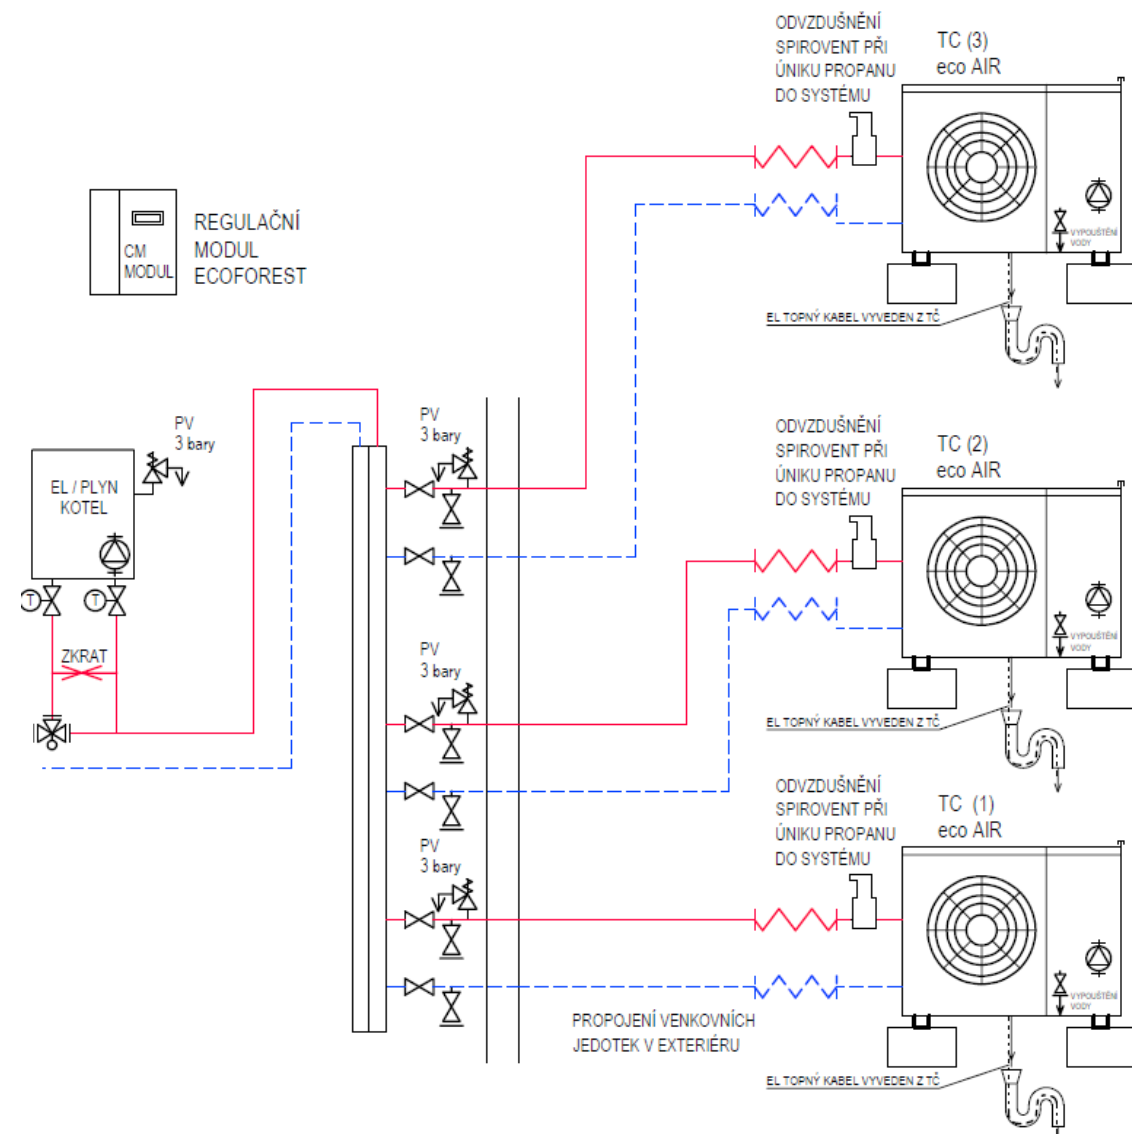 ODVZDUŠNĚNÍ
SPIROVENT PŘI
ÚNIKU PROPANU
DO SYSTÉMU
TC (3)
eco AIR
VYPOUŠTĚNÍ
VODY
EL TOPNÝ KABEL VYVEDEN Z TČ
CM
MODUL
REGULAČNÍ
MODUL
ECOFOREST
PV
3 bary
EL / PLYN
KOTEL
T
T
ZKRAT
PV
3 bary
ODVZDUŠNĚNÍ
SPIROVENT PŘI
ÚNIKU PROPANU
DO SYSTÉMU
TC (2)
eco AIR
VYPOUŠTĚNÍ
VODY
EL TOPNÝ KABEL VYVEDEN Z TČ
PV
3 bary
ODVZDUŠNĚNÍ
SPIROVENT PŘI
ÚNIKU PROPANU
DO SYSTÉMU
TC (1)
eco AIR
VYPOUŠTĚNÍ
VODY
EL TOPNÝ KABEL VYVEDEN Z TČ
PV
3 bary
PROPOJENÍ VENKOVNÍCH
JEDOTEK V EXTERIÉRU